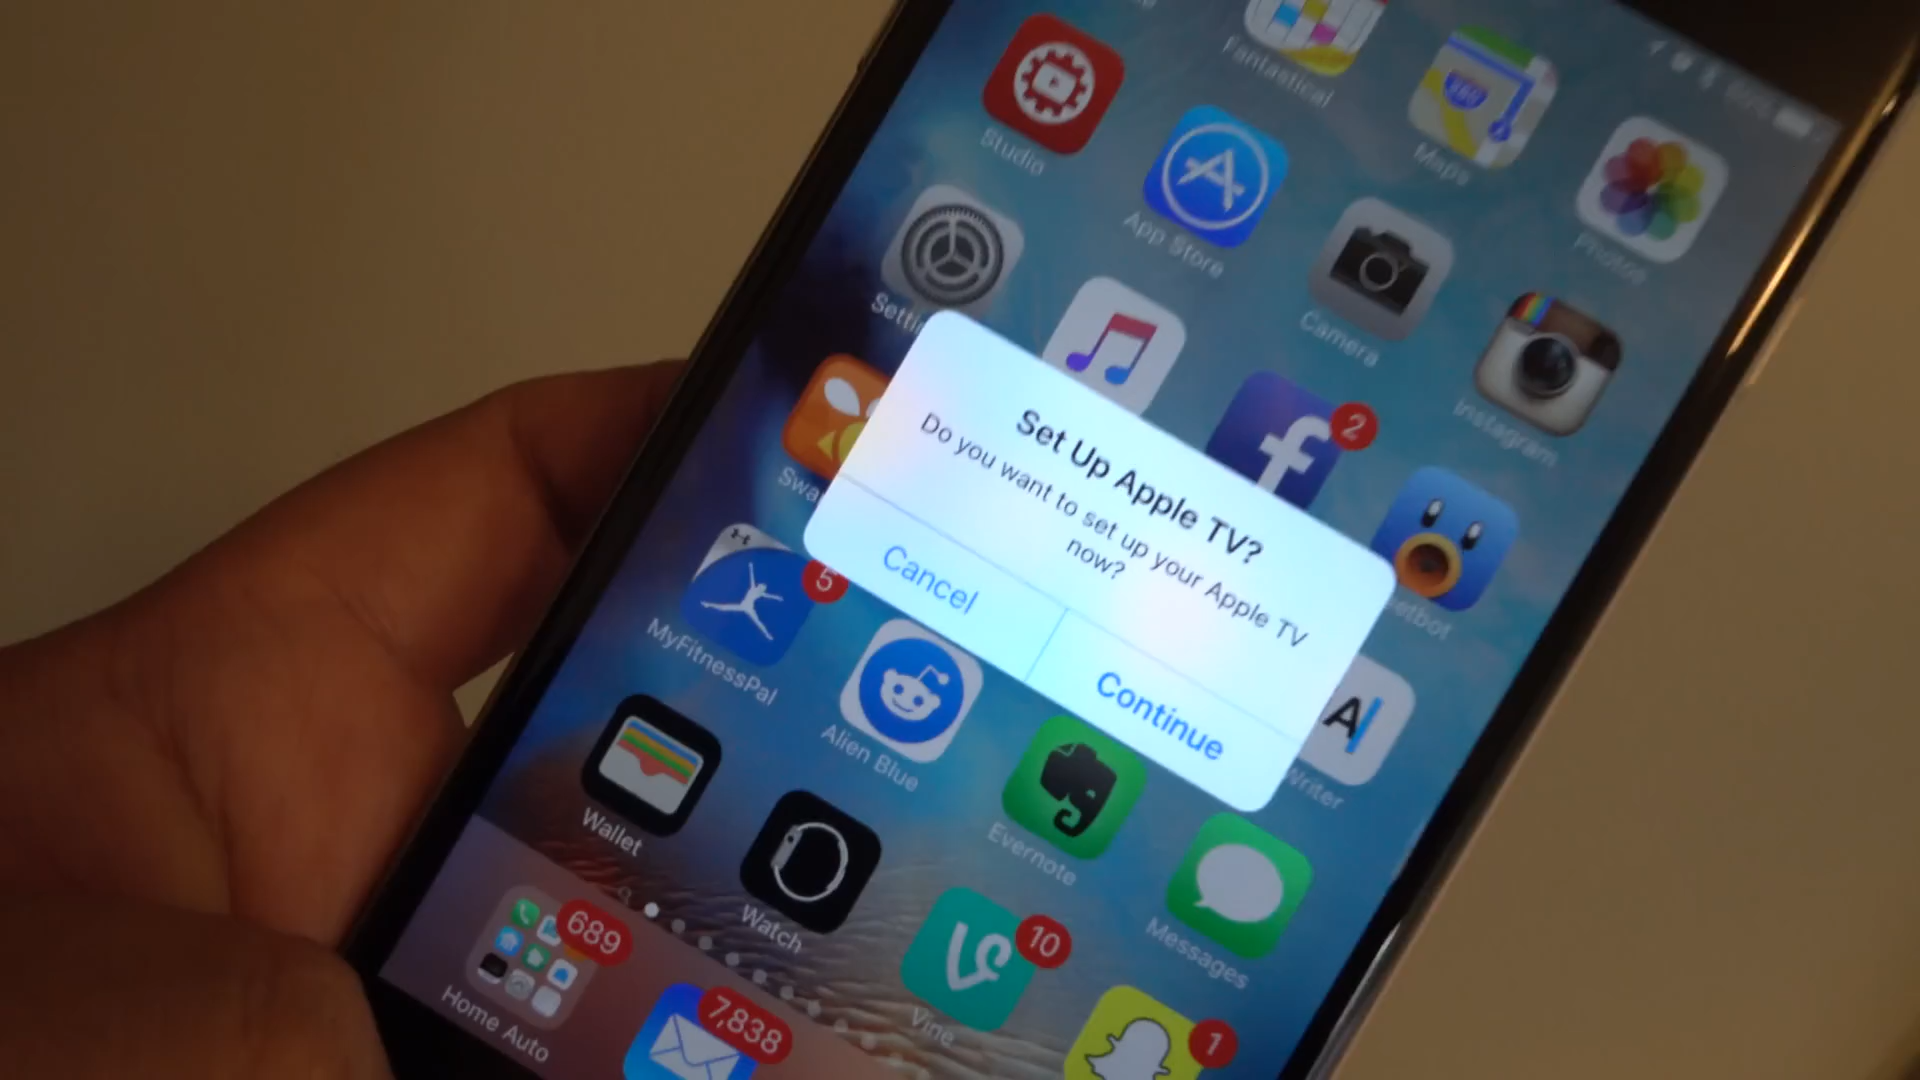 Fantastical
Maps
Photos
Studio
App Store
Camera
Instagram
Setti
2
Set Up Apple TV?
Do you want to set up your Apple TV
now?
Cancel
Continue
Swa
etbot
A
Writer
5
MyFitnessPal
Alien Blue
Evernote
Messages
Wallet
Watch
Vine
10
689
Home Auto
7,838
1